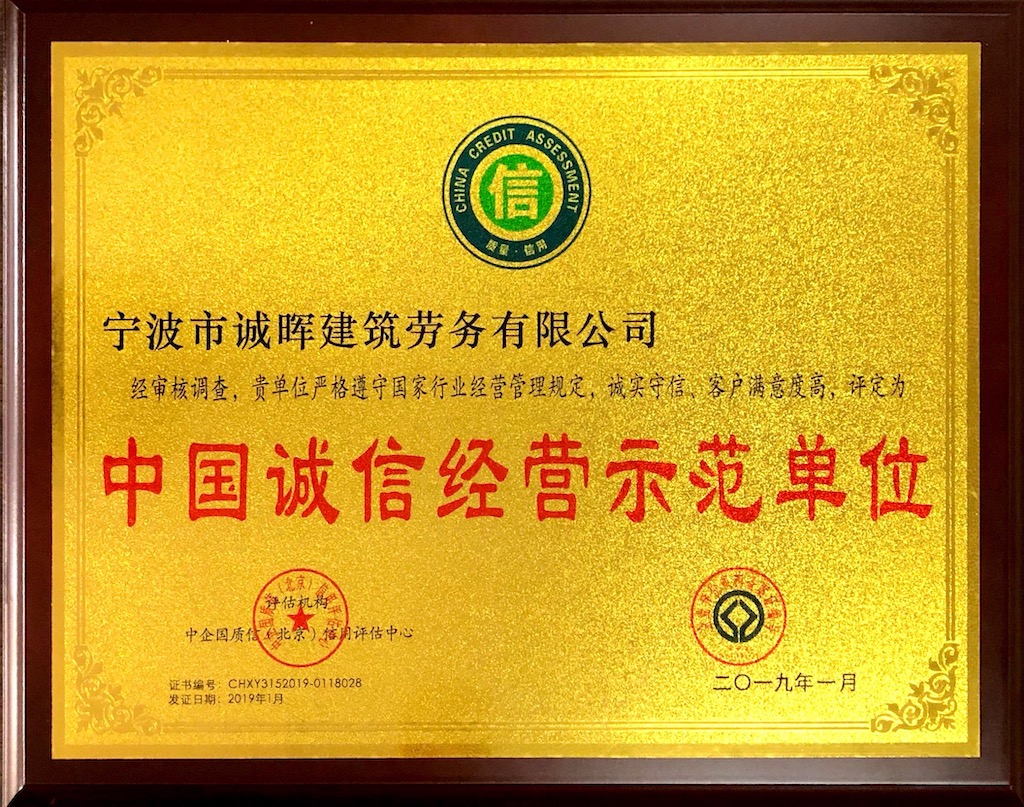 CHINA CREDIT ASSESSMENT
信
质量·信用
宁波市诚晖建筑劳务有限公司
经审核调查，贵单位严格遵守国家行业经营管理规定，诚实守信、客户满意度高，评定为
中国诚信经营示范单位
评估机构
中企国质信（北京）信用评估中心
证书编号：CHXY3152019-0118028
发证日期：2019年1月
二〇一九年一月